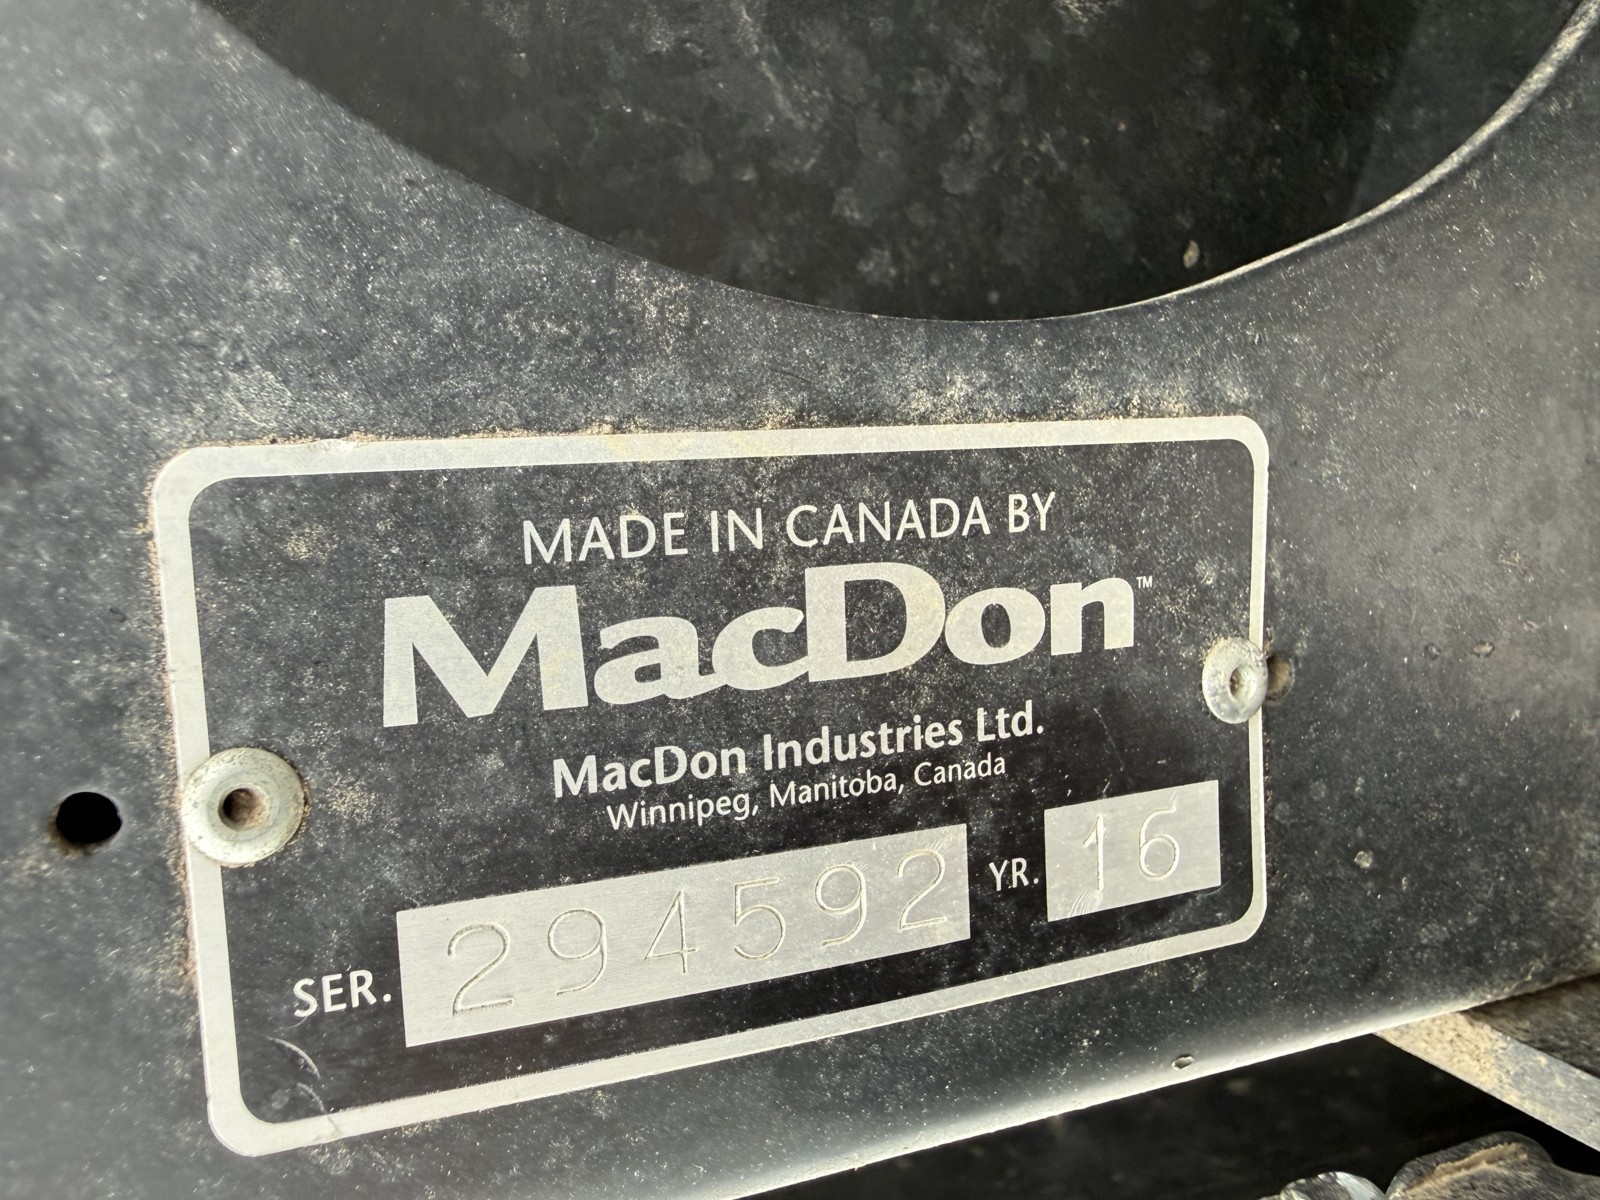 MADE IN CANADA BY
MacDon™
MacDon Industries Ltd.
Winnipeg, Manitoba, Canada
SER. 294592 YR. 16